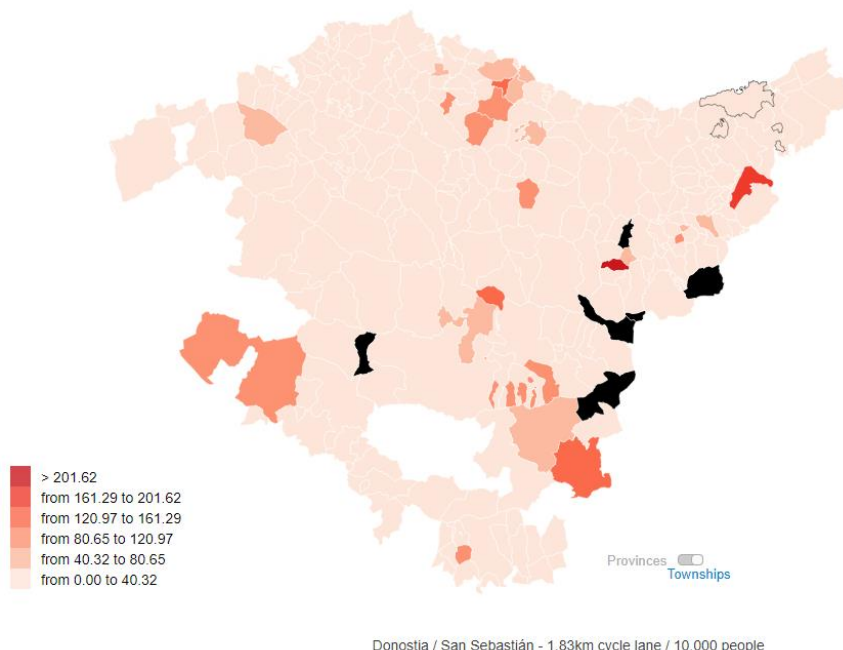 > 201.62
from 161.29 to 201.62
from 120.97 to 161.29
from 80.65 to 120.97
from 40.32 to 80.65
from 0.00 to 40.32
Provinces
Townships
Donostia / San Sebastián - 1.83km cycle lane / 10.000 people